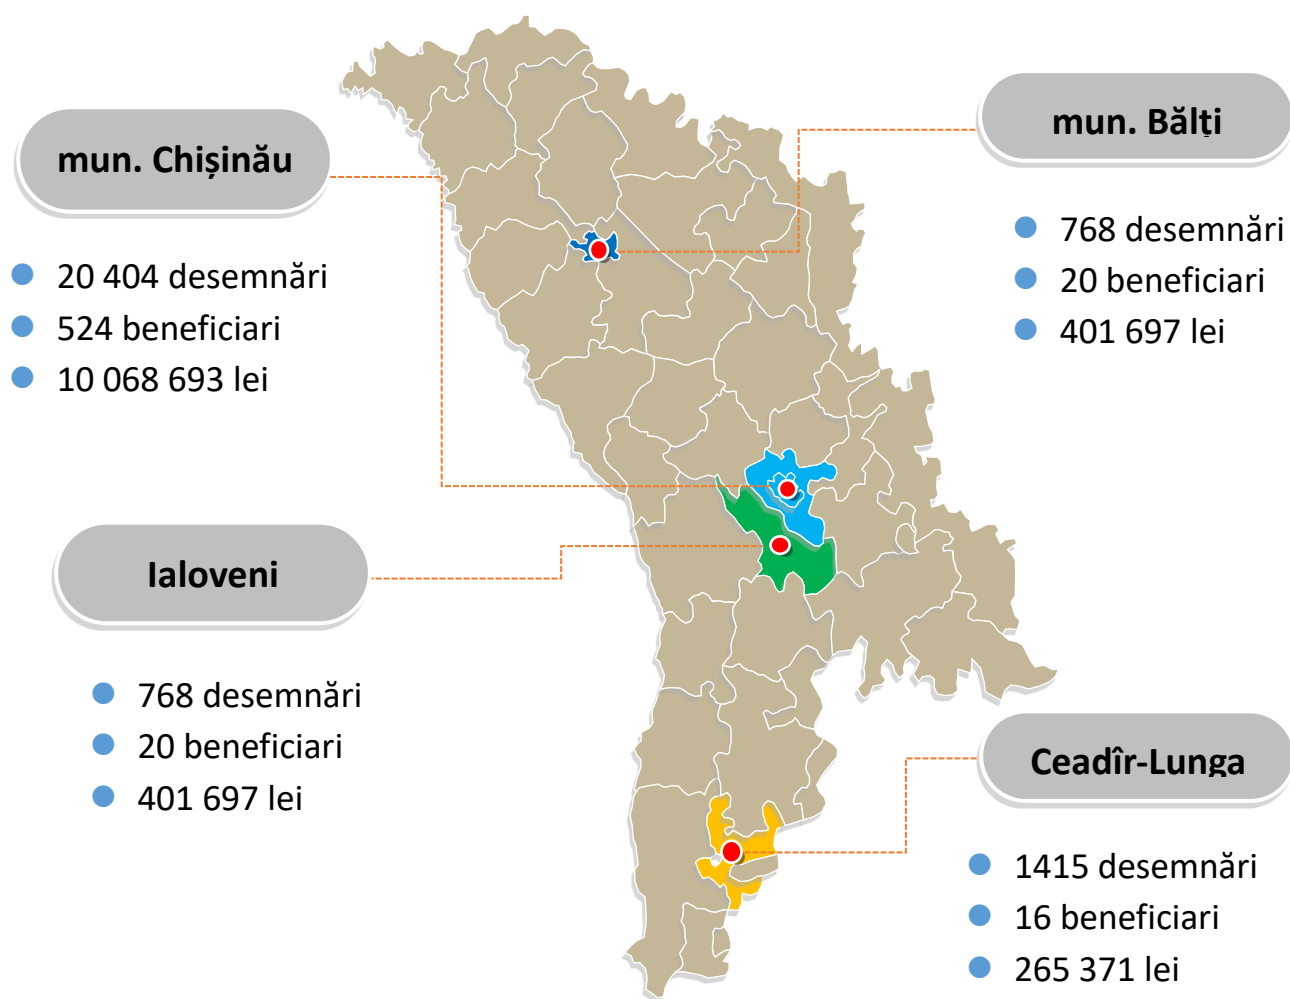 mun. Chișinău
20 404 desemnări
524 beneficiari
10 068 693 lei
mun. Bălți
768 desemnări
20 beneficiari
401 697 lei
Ialoveni
768 desemnări
20 beneficiari
401 697 lei
Ceadîr-Lunga
1415 desemnări
16 beneficiari
265 371 lei